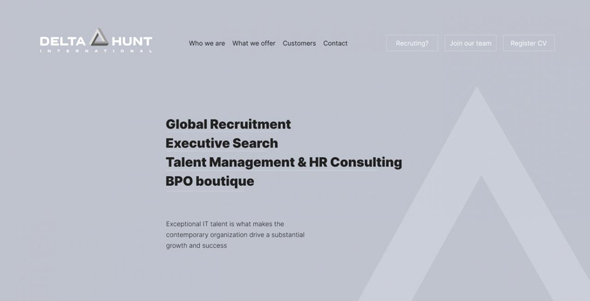 DELTA HUNT
INTERNATIONAL
Who we are
What we offer
Customers
Contact
Recruting?
Join our team
Register CV
Global Recruitment
Executive Search
Talent Management & HR Consulting
BPO boutique
Exceptional IT talent is what makes the
contemporary organization drive a substantial
growth and success